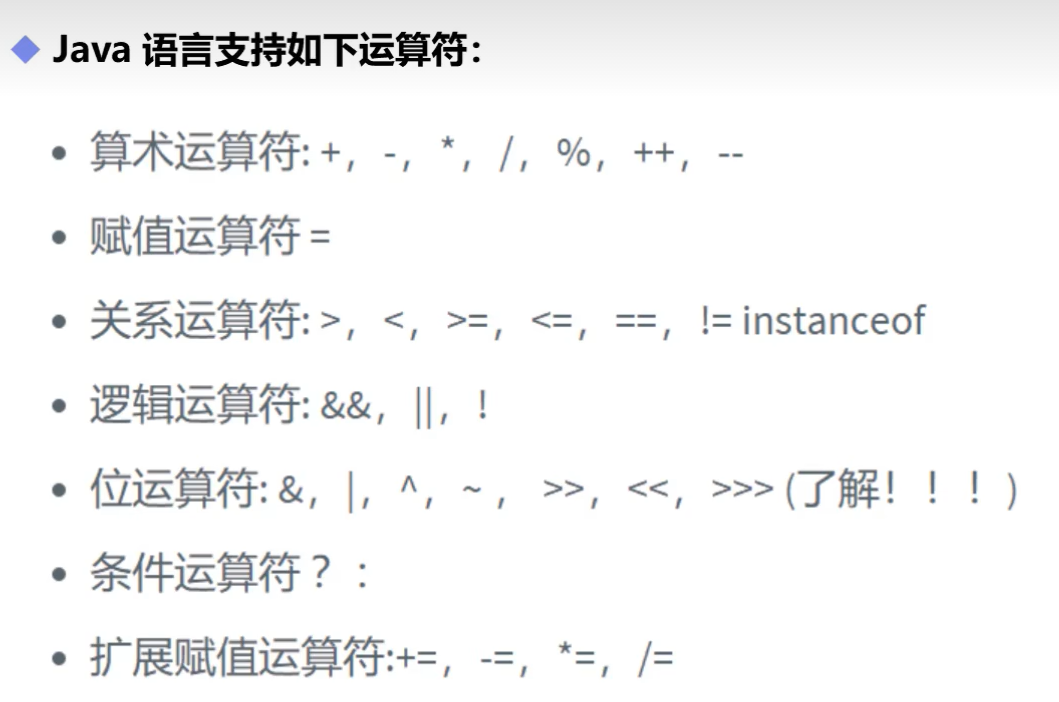 Java 语言支持如下运算符：
算术运算符: +， -， *， /， %， ++， --
赋值运算符 =
关系运算符: >， <， >=， <=， ==， != instanceof
逻辑运算符: &&， ||， ！
位运算符: &， |， ^， ~ ， >>， <<， >>> (了解！！！)
条件运算符 ？ ：
扩展赋值运算符:+=， -=， *=， /=